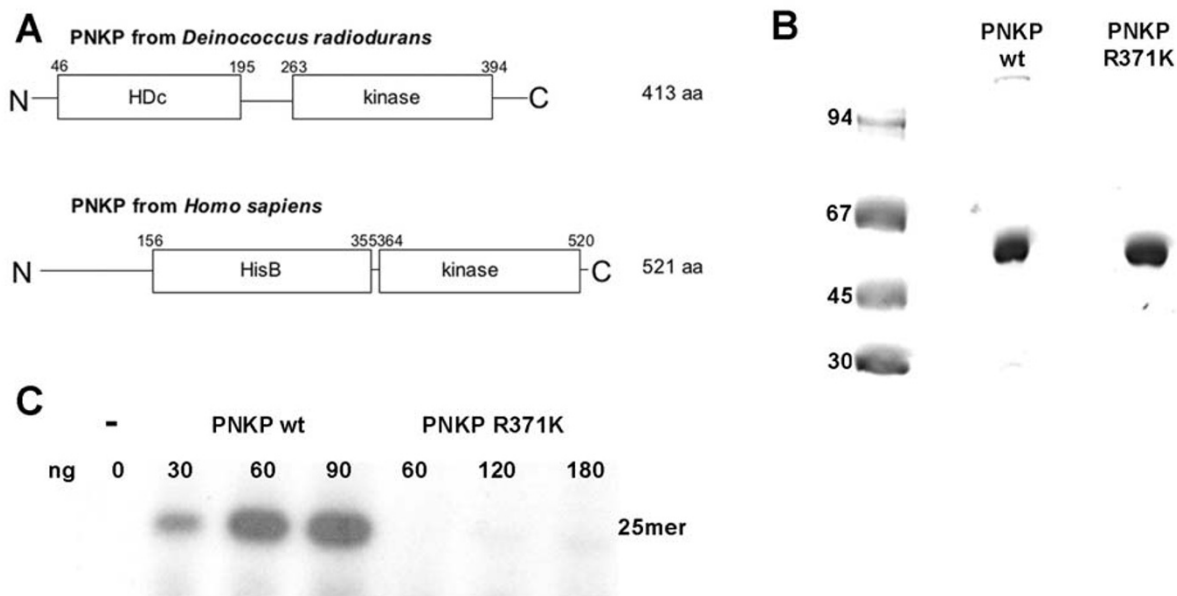 A
PNKP from Deinococcus radiodurans
46 195 263 394
N HDc kinase C 413 aa
PNKP from Homo sapiens
156 355 364 520
N HisB kinase C 521 aa
B
PNKP wt PNKP R371K
94
67
45
30
C
- PNKP wt PNKP R371K
ng 0 30 60 90 60 120 180
25mer